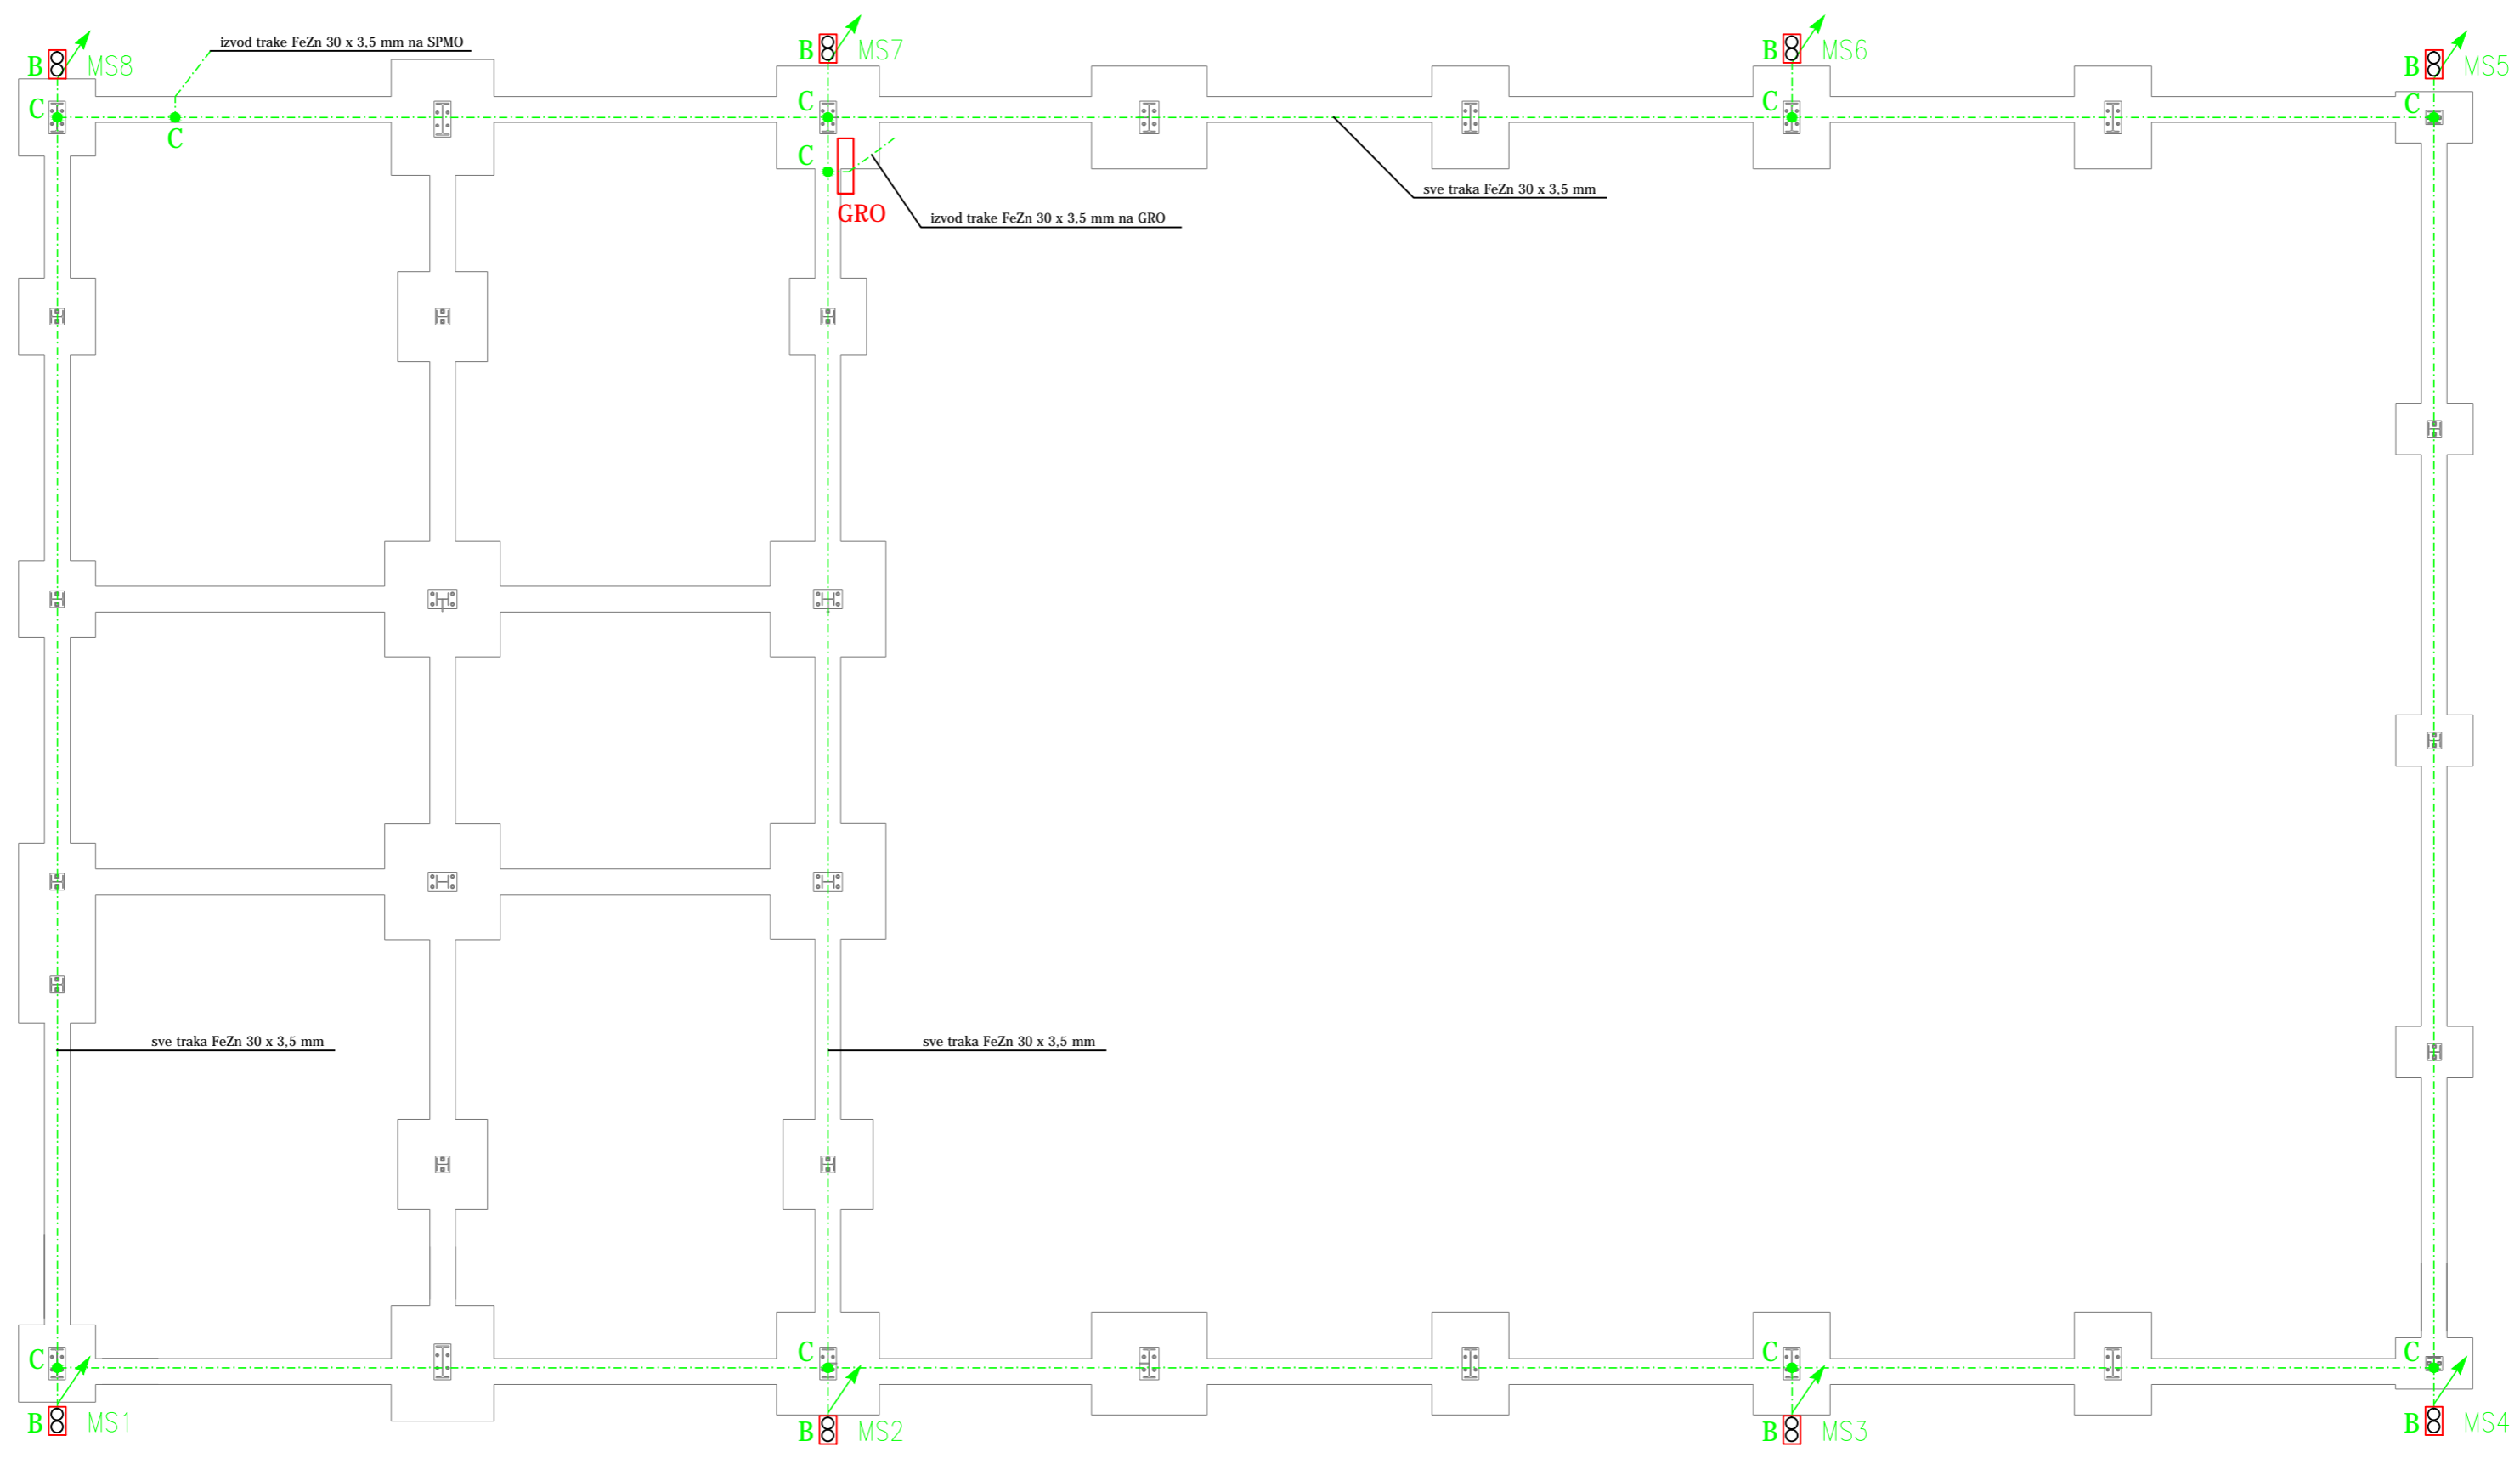 izvod trake FeZn 30 x 3,5 mm na SPMO
B MS8
B MS7
B MS6
B MS5
C
C
C
C
C
C
sve traka FeZn 30 x 3,5 mm
GRO
izvod trake FeZn 30 x 3,5 mm na GRO
sve traka FeZn 30 x 3,5 mm
sve traka FeZn 30 x 3,5 mm
C
C
C
C
B MS1
B MS2
B MS3
B MS4